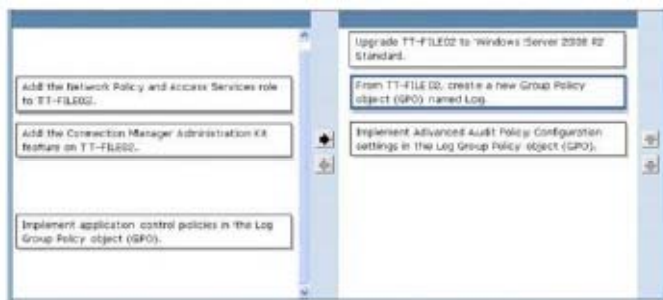 Add the Network Policy and Access Services role
to TT-FILE02.
Add the Connection Manager Administration Kit
feature on TT-FILE02.
Implement application control policies in the Log
Group Policy object (GPO).
Upgrade TT-FILE02 to Windows Server 2008 R2
Standard.
From TT-FILE02, create a new Group Policy
object (GPO) named Log.
Implement Advanced Audit Policy Configuration
settings in the Log Group Policy object (GPO).